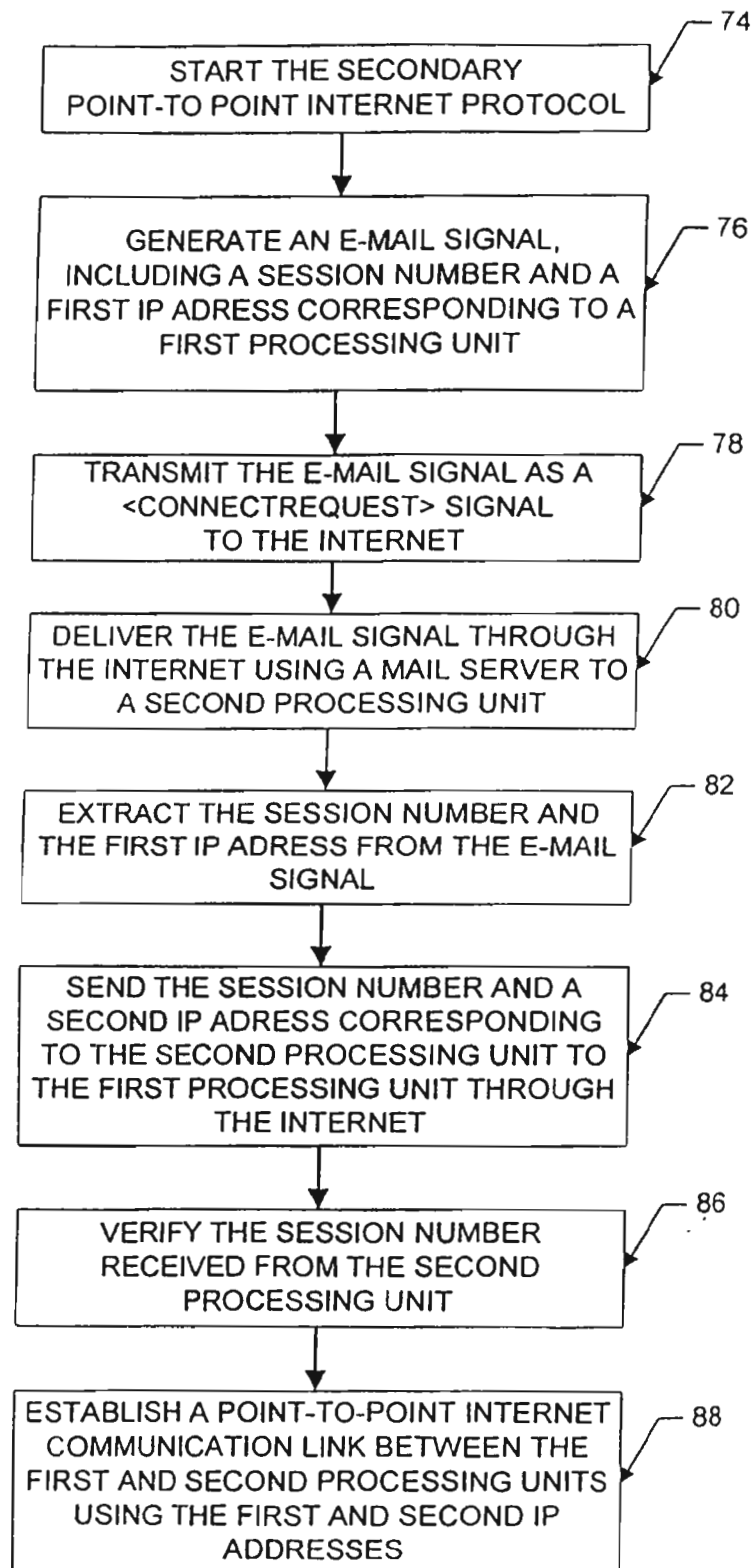 74
START THE SECONDARY
POINT-TO POINT INTERNET PROTOCOL
76
GENERATE AN E-MAIL SIGNAL,
INCLUDING A SESSION NUMBER AND A
FIRST IP ADRESS CORRESPONDING TO A
FIRST PROCESSING UNIT
78
TRANSMIT THE E-MAIL SIGNAL AS A
<CONNECTREQUEST> SIGNAL
TO THE INTERNET
80
DELIVER THE E-MAIL SIGNAL THROUGH
THE INTERNET USING A MAIL SERVER TO
A SECOND PROCESSING UNIT
82
EXTRACT THE SESSION NUMBER AND
THE FIRST IP ADRESS FROM THE E-MAIL
SIGNAL
84
SEND THE SESSION NUMBER AND A
SECOND IP ADRESS CORRESPONDING
TO THE SECOND PROCESSING UNIT TO
THE FIRST PROCESSING UNIT THROUGH
THE INTERNET
86
VERIFY THE SESSION NUMBER
RECEIVED FROM THE SECOND
PROCESSING UNIT
88
ESTABLISH A POINT-TO-POINT INTERNET
COMMUNICATION LINK BETWEEN THE
FIRST AND SECOND PROCESSING UNITS
USING THE FIRST AND SECOND IP
ADDRESSES